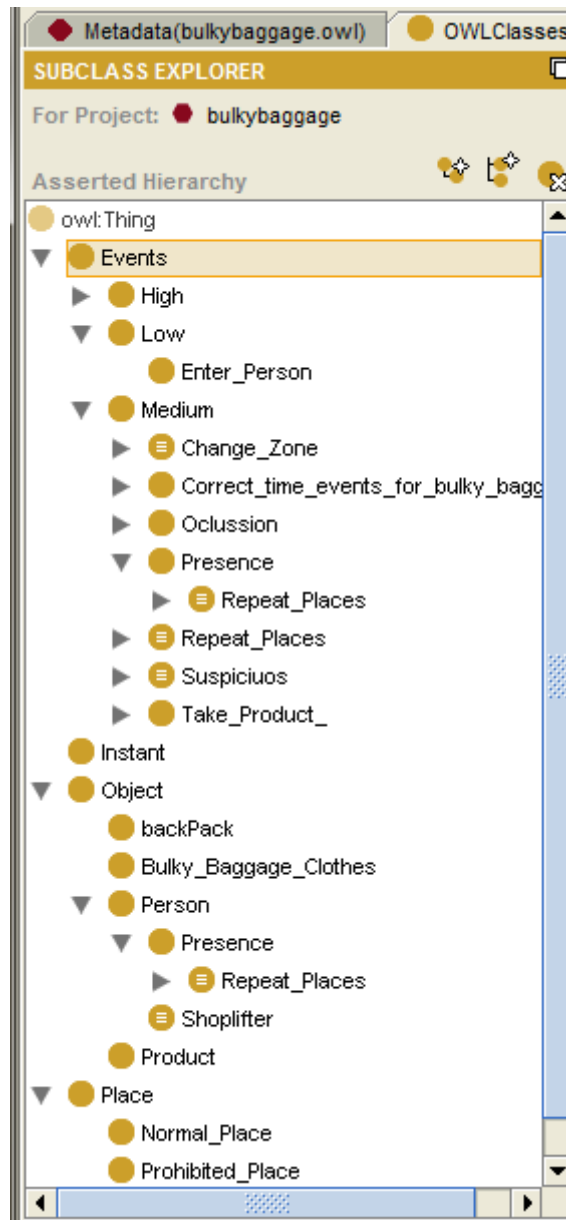 Metadata(bulkybaggage.owl) OWLClasses
SUBCLASS EXPLORER
For Project: bulkybaggage
Asserted Hierarchy
owl:Thing
Events
High
Low
Enter_Person
Medium
Change_Zone
Correct_time_events_for_bulky_bagg
Oclussion
Presence
Repeat_Places
Repeat_Places
Suspiciuos
Take_Product_
Instant
Object
backPack
Bulky_Baggage_Clothes
Person
Presence
Repeat_Places
Shoplifter
Product
Place
Normal_Place
Prohibited_Place